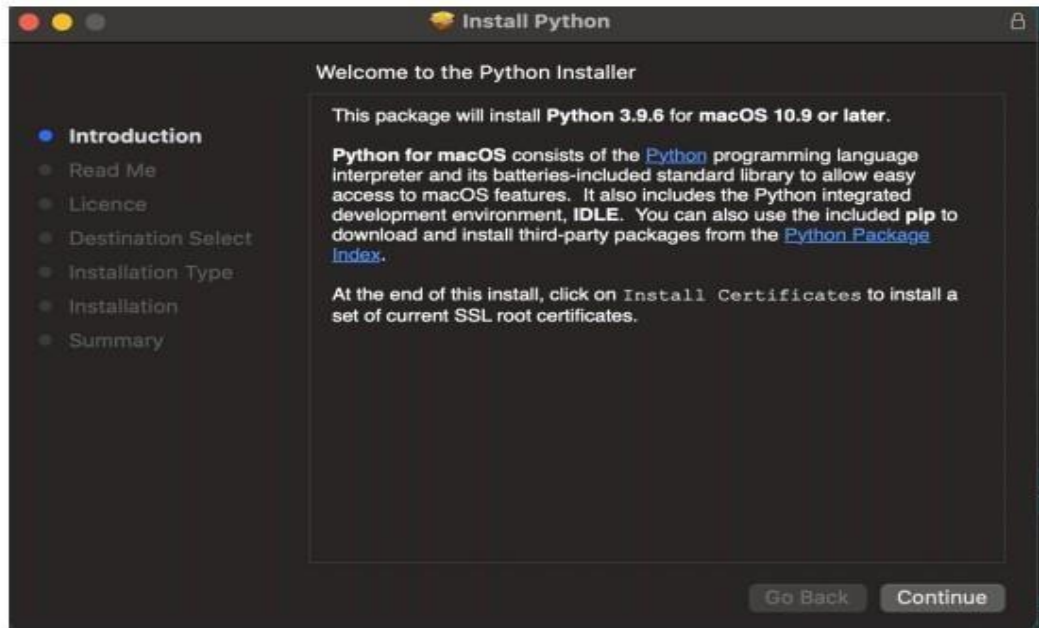 Install Python
Welcome to the Python Installer
Introduction
Read Me
Licence
Destination Select
Installation Type
Installation
Summary
This package will install Python 3.9.6 for macOS 10.9 or later.
Python for macOS consists of the Python programming language
interpreter and its batteries-included standard library to allow easy
access to macOS features. It also includes the Python integrated
development environment, IDLE. You can also use the included pip to
download and install third-party packages from the Python Package
Index.
At the end of this install, click on Install Certificates to install a
set of current SSL root certificates.
Go Back
Continue